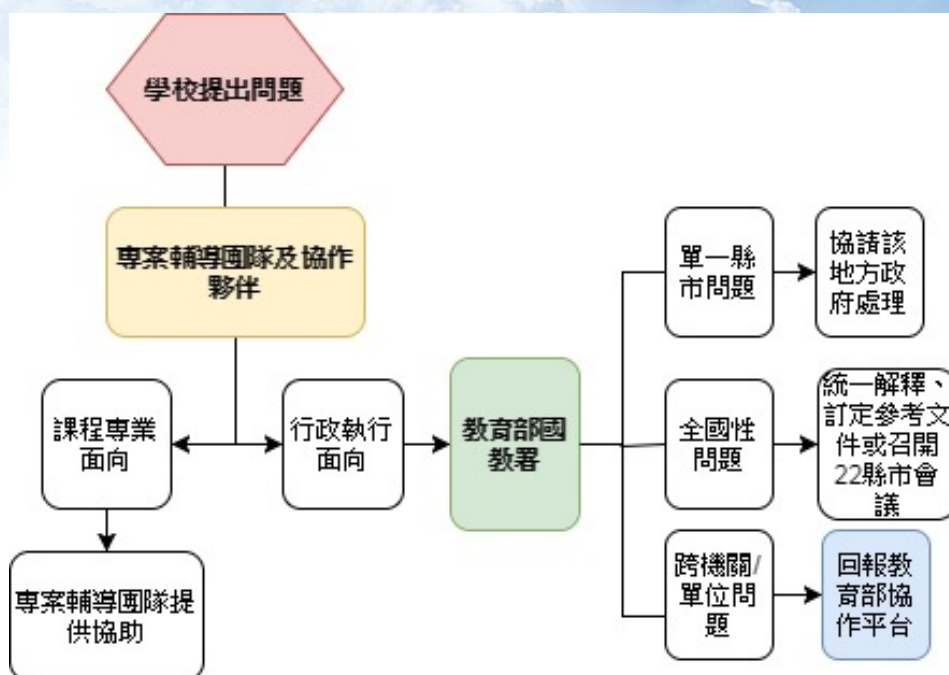 學校提出問題
專案輔導團隊及協作
夥伴
課程專業
面向
行政執行
面向
專案輔導團隊提
供協助
教育部國
教署
單一縣
市問題
協請該
地方政
府處理
全國性
問題
統一解釋、
訂定參考文
件或召開
22縣市會
議
跨機關/
單位問
題
回報教
育部協
作平台